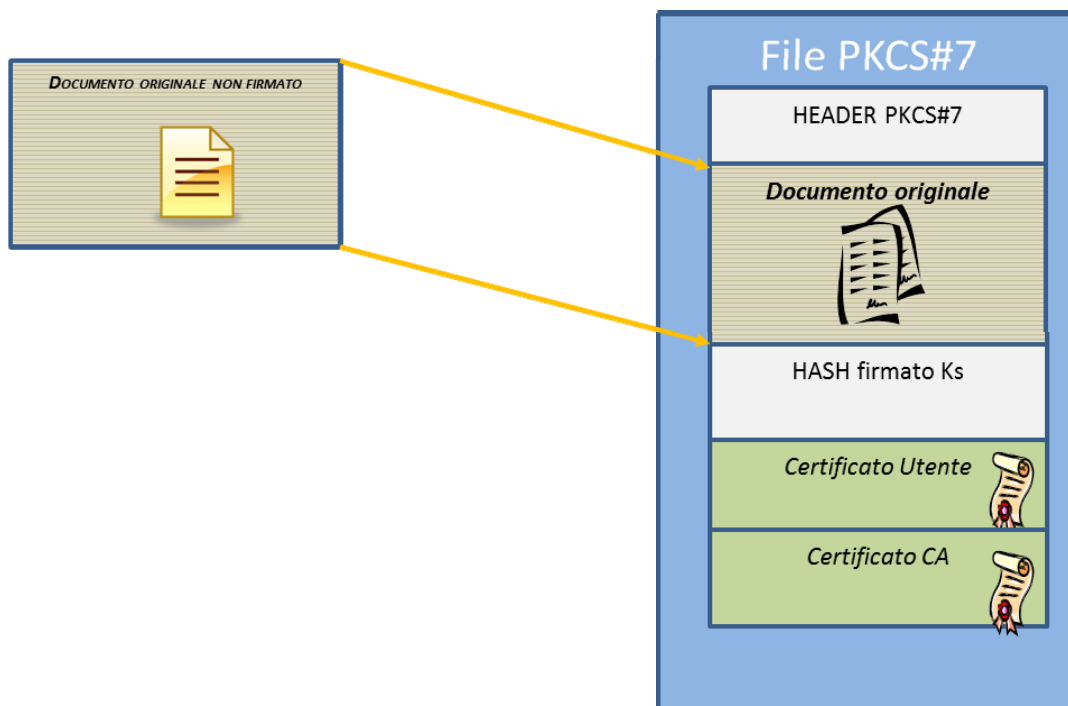 DOCUMENTO ORIGINALE NON FIRMATO
File PKCS#7
HEADER PKCS#7
Documento originale
HASH firmato Ks
Certificato Utente
Certificato CA